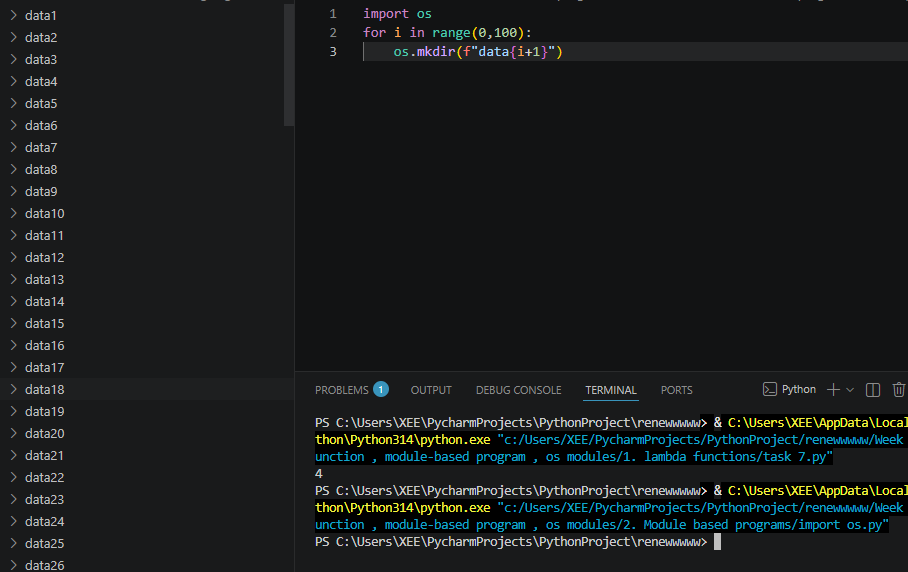 data1
data2
data3
data4
data5
data6
data7
data8
data9
data10
data11
data12
data13
data14
data15
data16
data17
data18
data19
data20
data21
data22
data23
data24
data25
data26
1 import os
2 for i in range(0,100):
3 os.mkdir(f"data{i+1}")
PROBLEMS 1 OUTPUT DEBUG CONSOLE TERMINAL PORTS Python
PS C:\Users\XEE\PycharmProjects\PythonProject\renewwwww> & C:\Users\XEE\AppData\Loca
thon\Python314\python.exe "c:/Users/XEE/PycharmProjects/PythonProject/renewwwww/Week
unction , module-based program , os modules/1. lambda functions/task 7.py"
4
PS C:\Users\XEE\PycharmProjects\PythonProject\renewwwww> & C:\Users\XEE\AppData\Loca
thon\Python314\python.exe "c:/Users/XEE/PycharmProjects/PythonProject/renewwwww/Week
unction , module-based program , os modules/2. Module based programs/import os.py"
PS C:\Users\XEE\PycharmProjects\PythonProject\renewwwww>